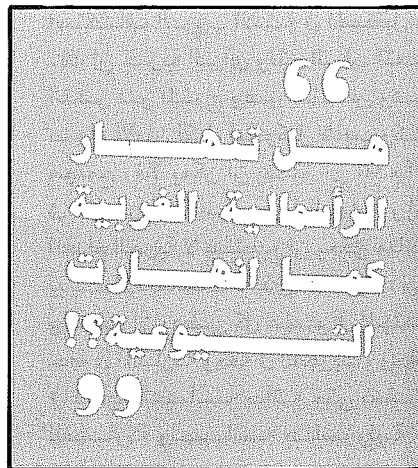 “
هل تنهار
الرأسمالية الغربية
كما انهارت
الشيوعية؟!
”